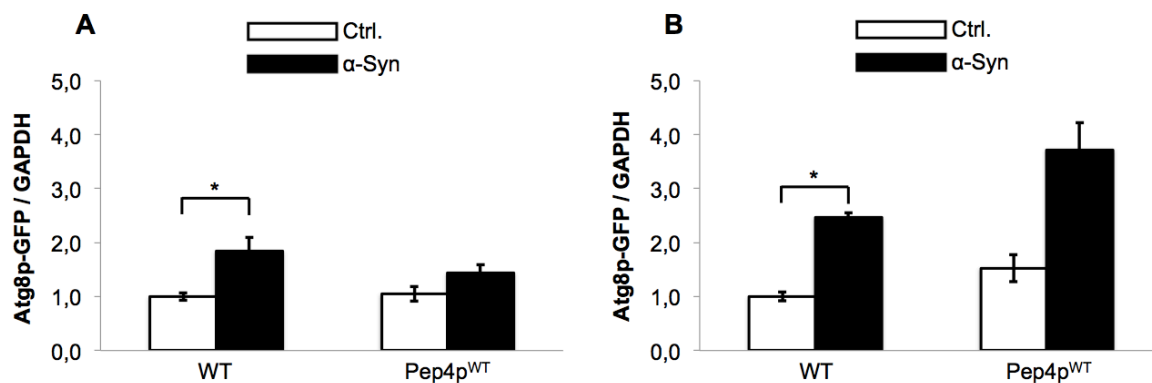 A
Ctrl.
α-Syn
Atg8p-GFP / GAPDH
5,0
4,0
3,0
2,0
1,0
0,0
*
WT
Pep4pWT
B
Ctrl.
α-Syn
Atg8p-GFP / GAPDH
5,0
4,0
3,0
2,0
1,0
0,0
*
WT
Pep4pWT